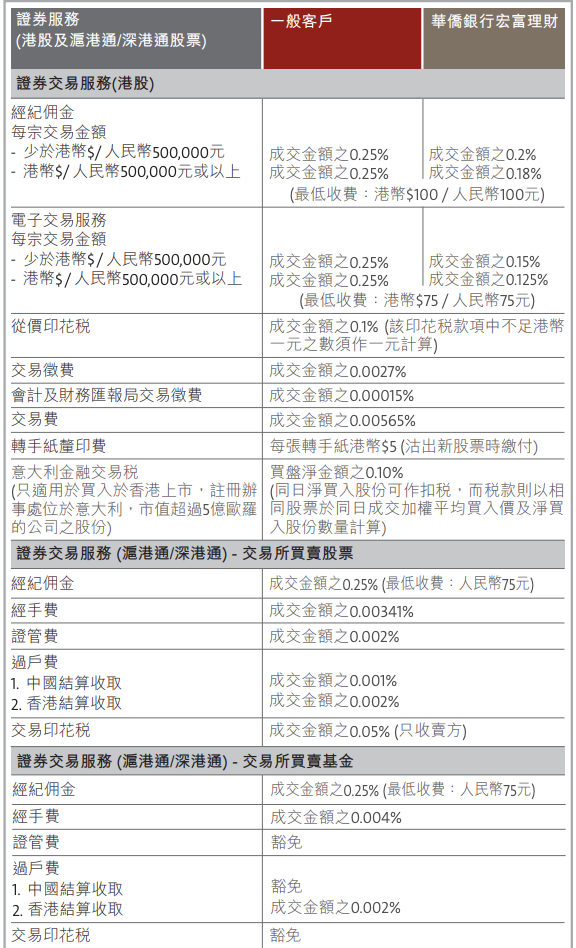 證券服務
(港股及滬港通/深港通股票)
一般客戶
華僑銀行宏富理財
證券交易服務(港股)
經紀佣金
每宗交易金額
- 少於港幣$/ 人民幣500,000元
成交金額之0.25%
成交金額之0.2%
- 港幣$/ 人民幣500,000元或以上
成交金額之0.25%
成交金額之0.18%
(最低收費：港幣$100 / 人民幣100元)
電子交易服務
每宗交易金額
- 少於港幣$/ 人民幣500,000元
成交金額之0.25%
成交金額之0.15%
- 港幣$/ 人民幣500,000元或以上
成交金額之0.25%
成交金額之0.125%
(最低收費：港幣$75 / 人民幣75元)
從價印花稅
成交金額之0.1% (該印花稅款項中不足港幣
一元之數須作一元計算)
交易徵費
成交金額之0.0027%
會計及財務匯報局交易徵費
成交金額之0.00015%
交易費
成交金額之0.00565%
轉手紙釐印費
每張轉手紙港幣$5 (沽出新股票時繳付)
意大利金融交易稅
(只適用於買入於香港上市，註冊辦
事處位於意大利，市值超過5億歐羅
的公司之股份)
買盤淨金額之0.10%
(同日淨買入股份可作扣稅，而稅款則以相
同股票於同日成交加權平均買入價及淨買
入股份數量計算)
證券交易服務 (滬港通/深港通) - 交易所買賣股票
經紀佣金
成交金額之0.25% (最低收費：人民幣75元)
經手費
成交金額之0.00341%
證管費
成交金額之0.002%
過戶費
1. 中國結算收取
成交金額之0.001%
2. 香港結算收取
成交金額之0.002%
交易印花稅
成交金額之0.05% (只收賣方)
證券交易服務 (滬港通/深港通) - 交易所買賣基金
經紀佣金
成交金額之0.25% (最低收費：人民幣75元)
經手費
成交金額之0.004%
證管費
豁免
過戶費
1. 中國結算收取
豁免
2. 香港結算收取
成交金額之0.002%
交易印花稅
豁免